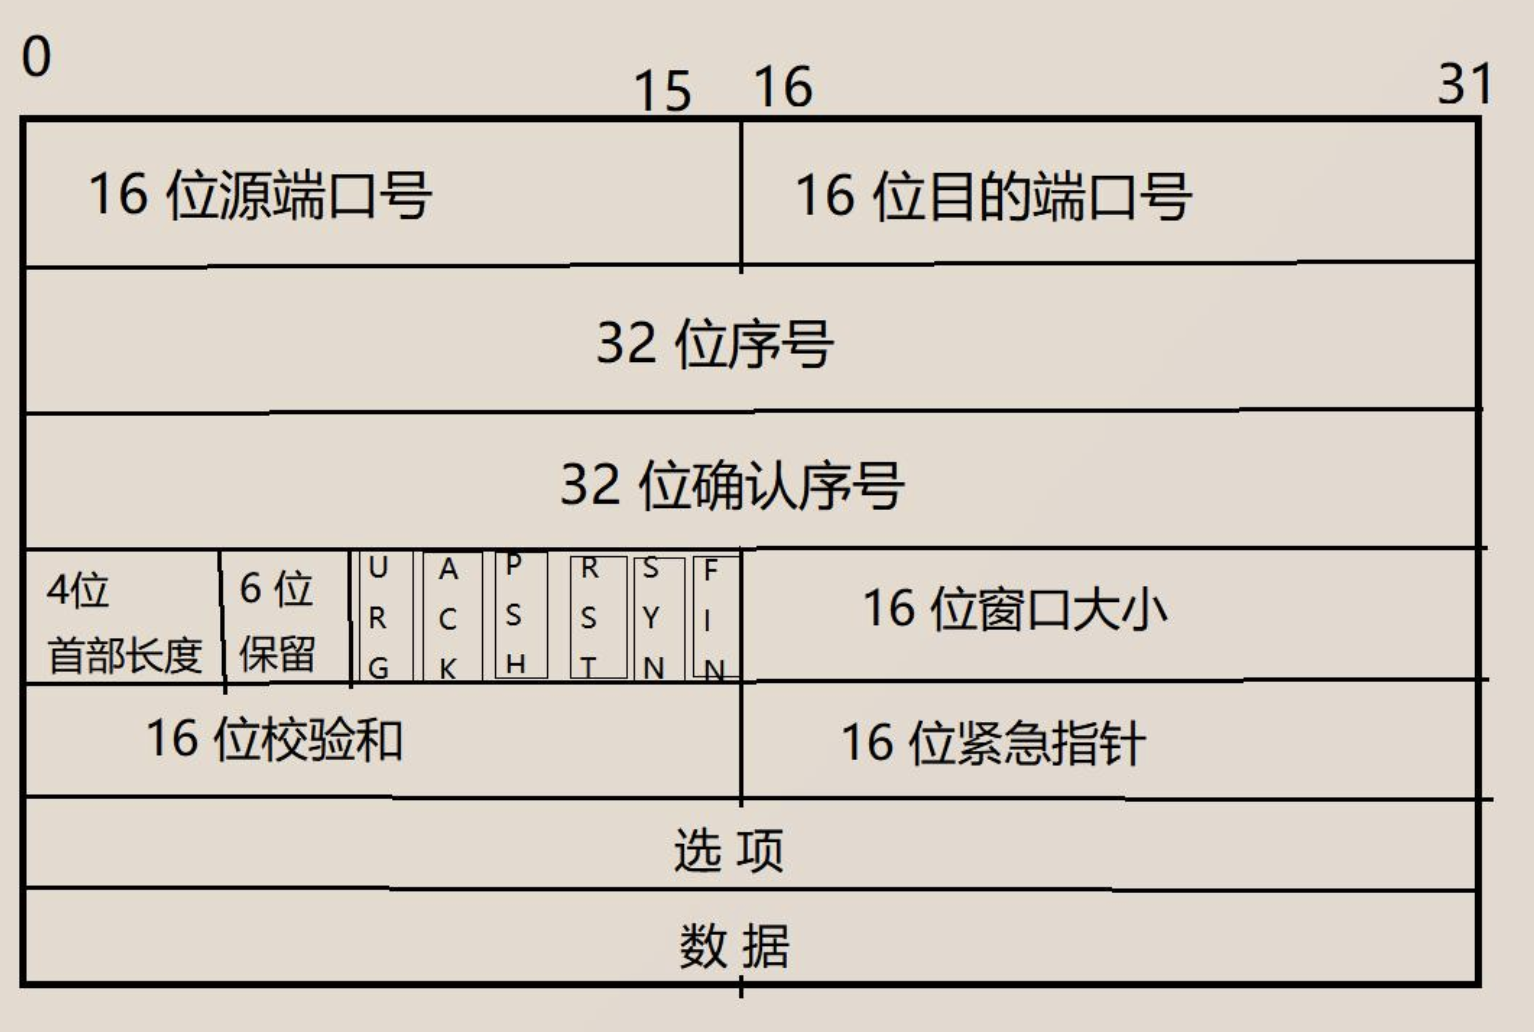 0
15 16
31
16 位源端口号
16 位目的端口号
32 位序号
32 位确认序号
4位
首部长度
6 位
保留
URG
ACK
PSH
RST
SYN
FIN
16 位窗口大小
16 位校验和
16 位紧急指针
选 项
数 据